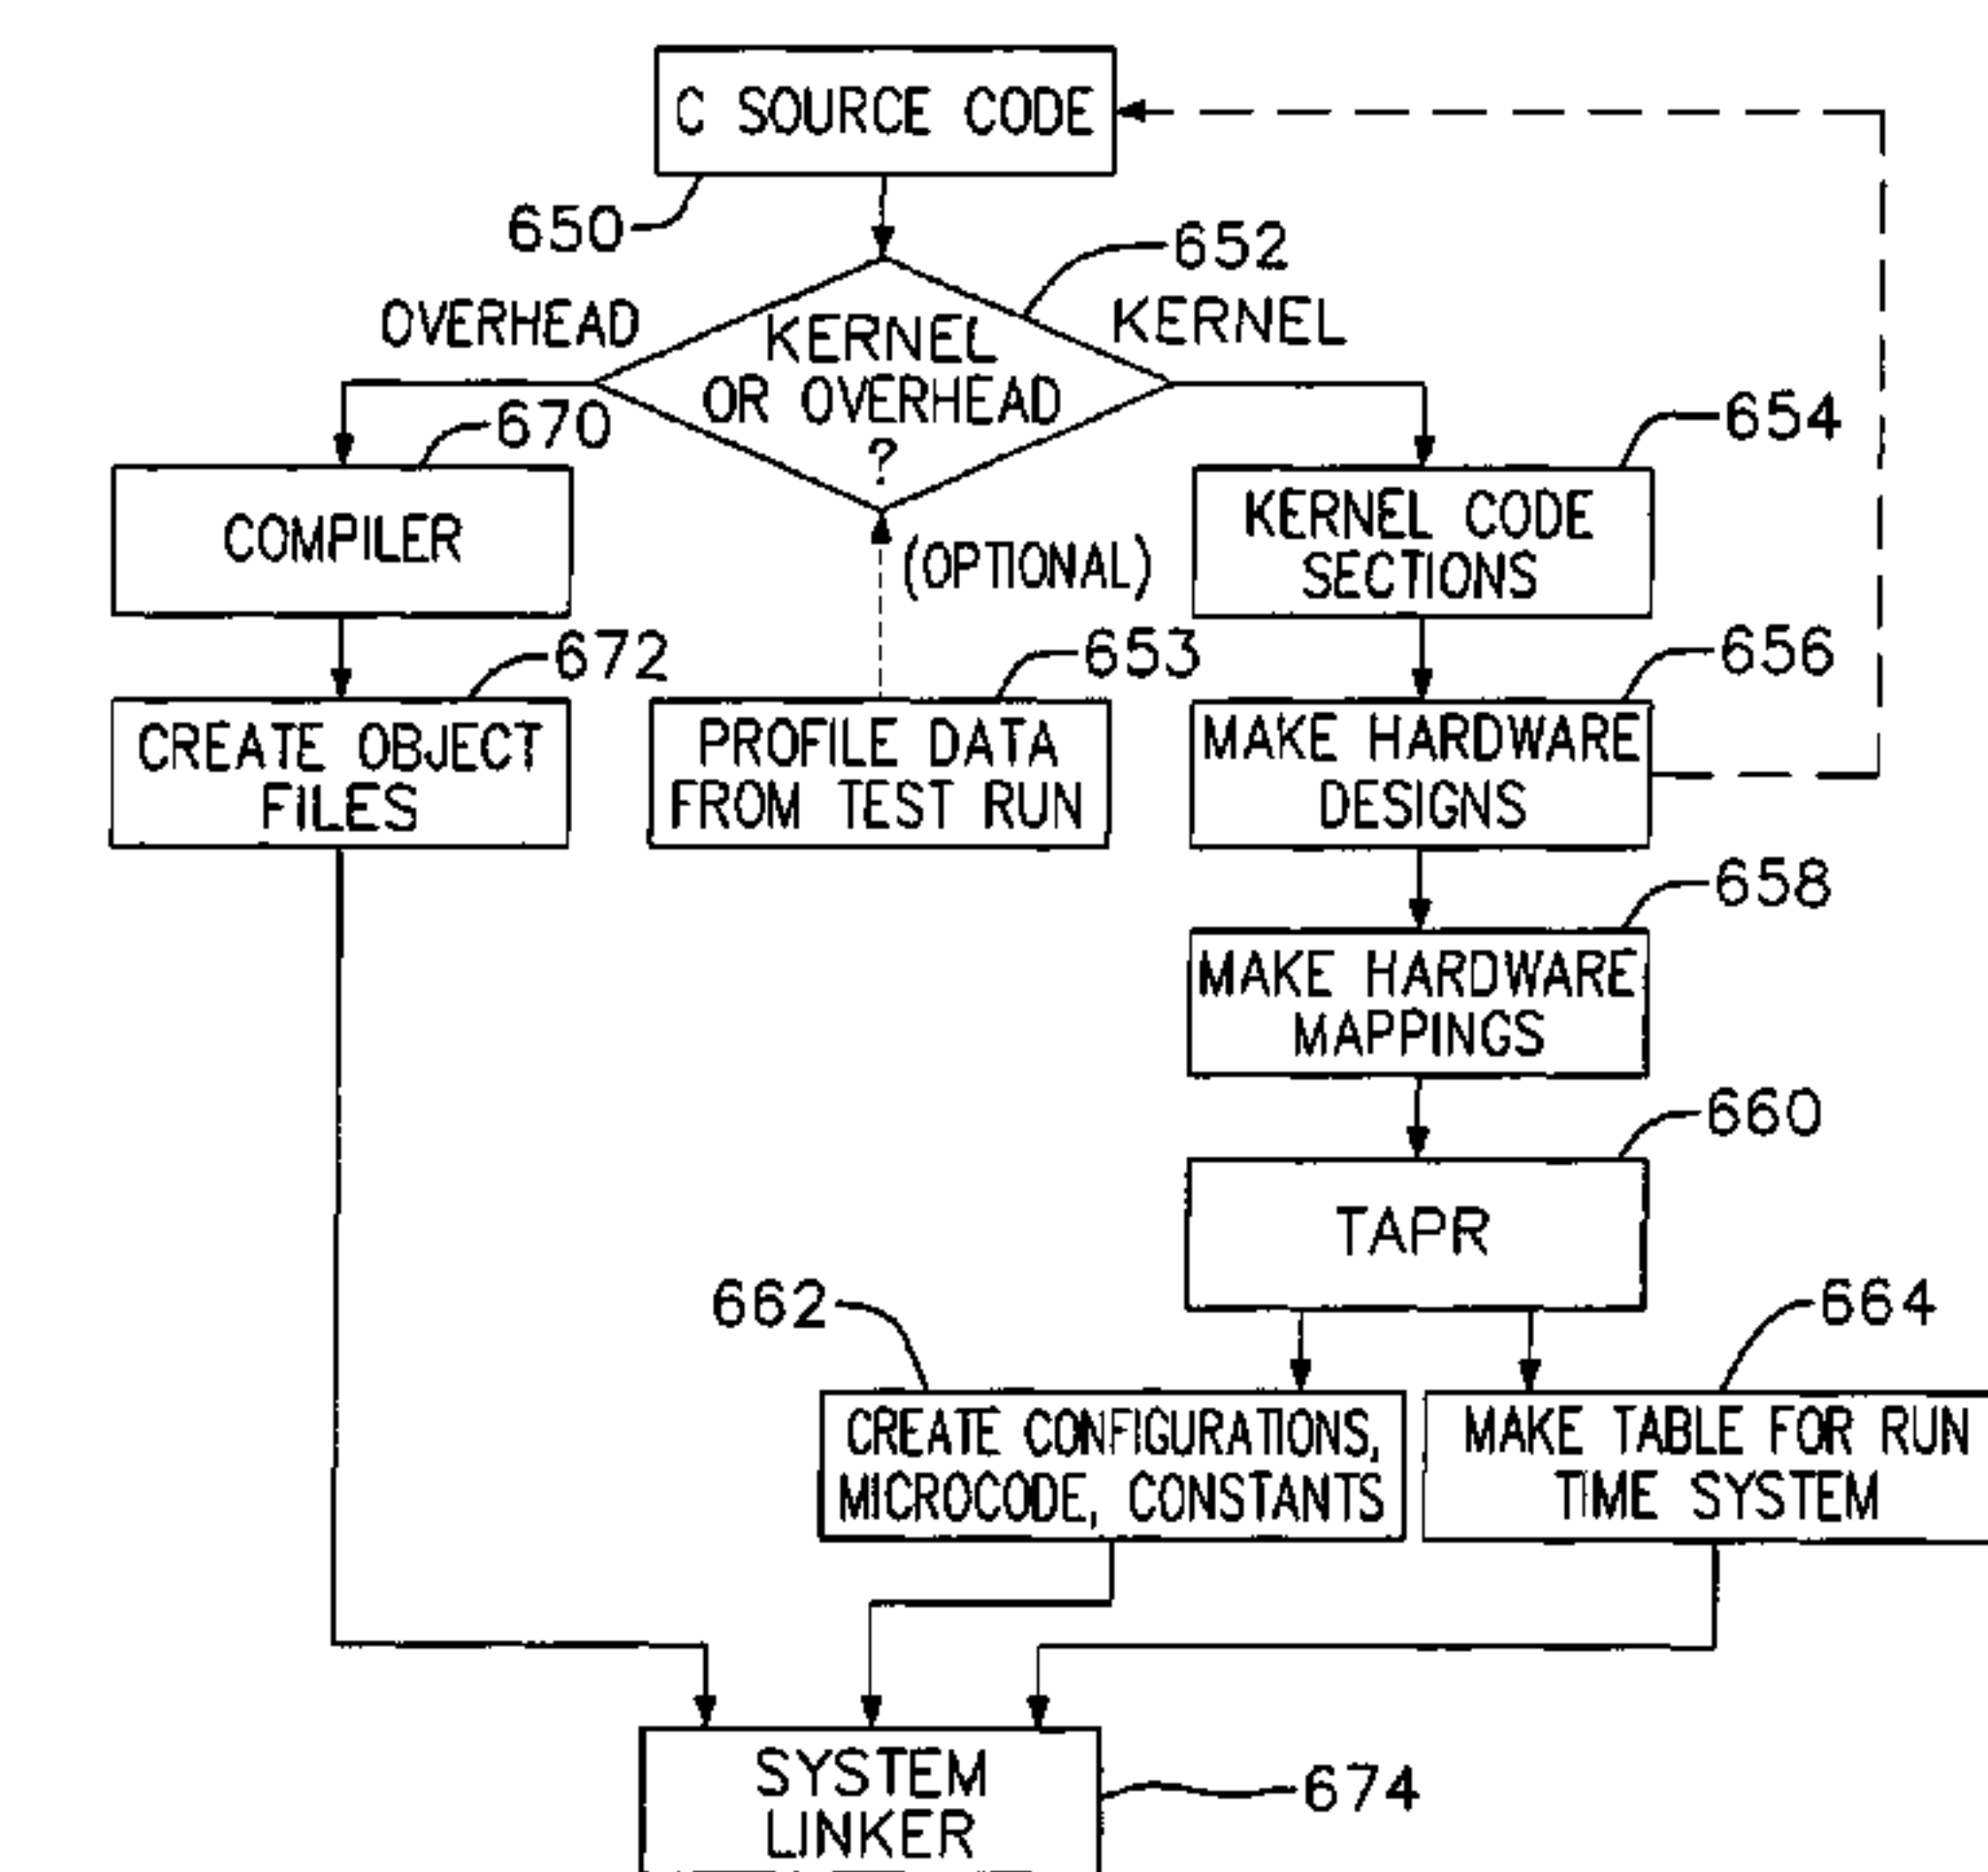 C SOURCE CODE
650
652
OVERHEAD
KERNEL
KERNEL
OR OVERHEAD
?
670
654
COMPILER
KERNEL CODE
SECTIONS
(OPTIONAL)
672
653
656
CREATE OBJECT
FILES
PROFILE DATA
FROM TEST RUN
MAKE HARDWARE
DESIGNS
658
MAKE HARDWARE
MAPPINGS
660
TAPR
662
664
CREATE CONFIGURATIONS,
MICROCODE, CONSTANTS
MAKE TABLE FOR RUN
TIME SYSTEM
SYSTEM
LINKER
674